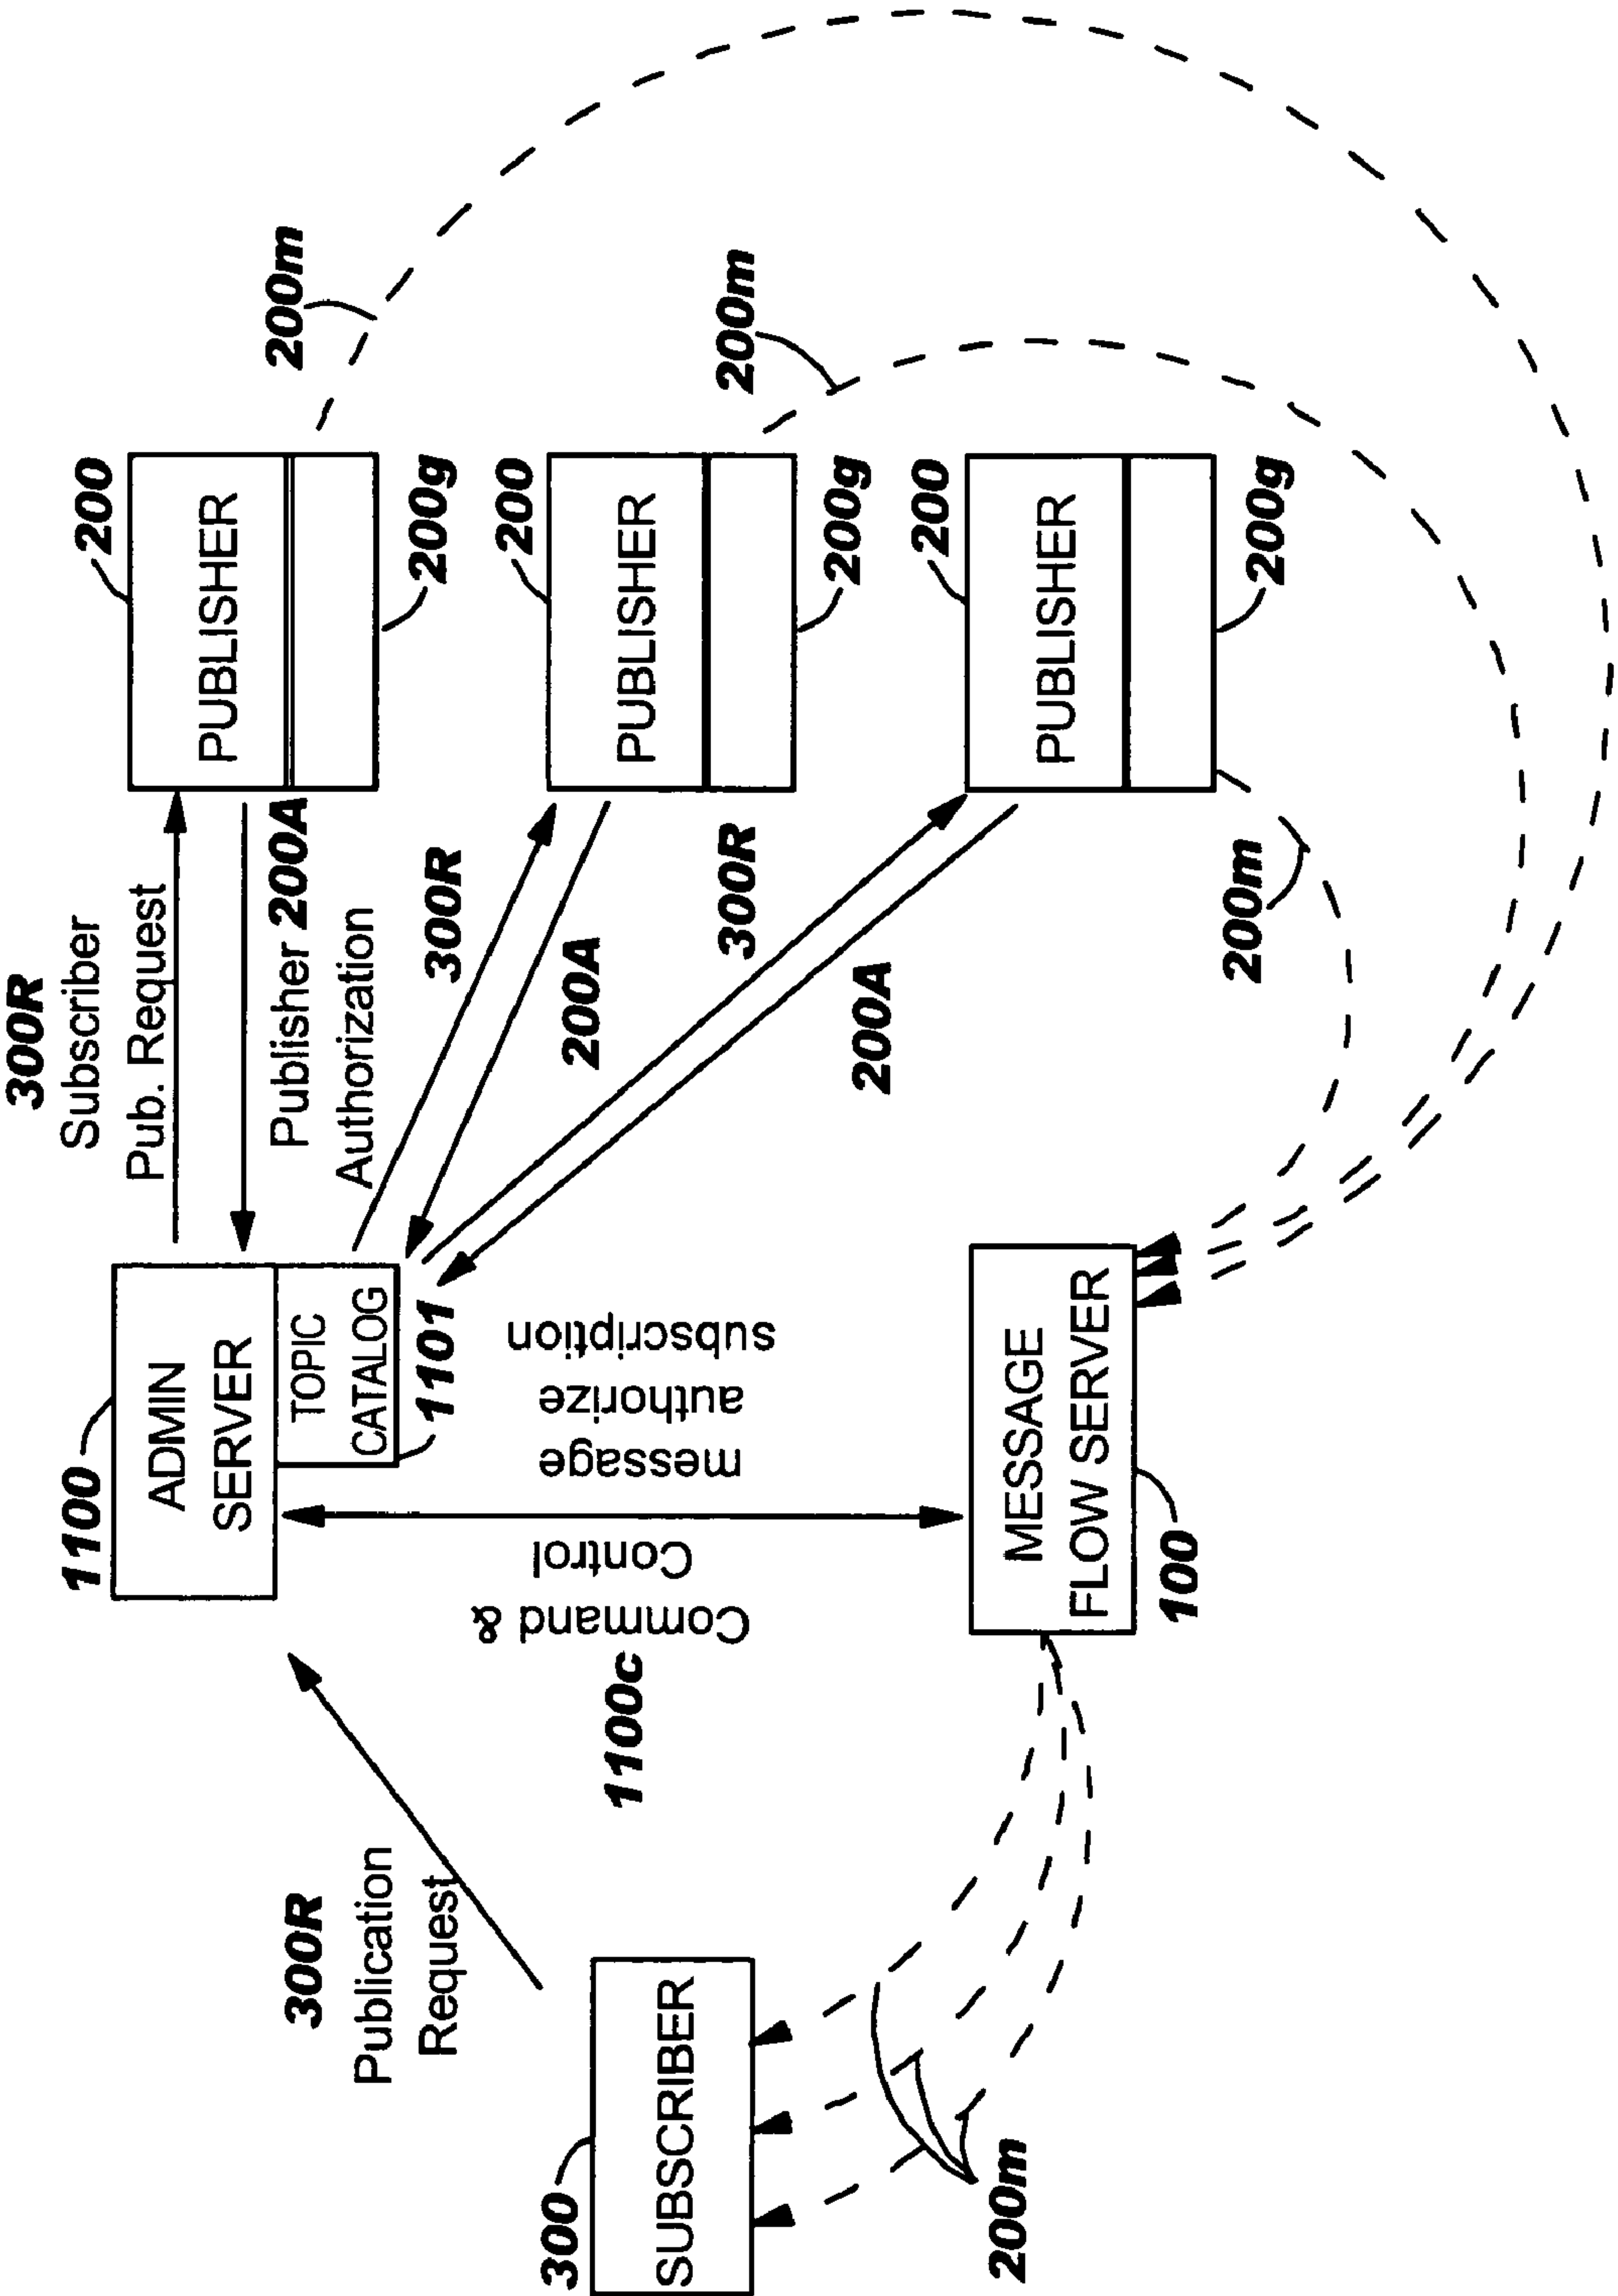 300R
Subscriber
Pub. Request
200
PUBLISHER
200g
200m
1100
ADMIN
SERVER
TOPIC
CATALOG
1101
Publisher 200A
Authorization
300R
Publication
Request
300R
200A
200
PUBLISHER
200g
200m
1100c
Command &
Control
message
authorize
subscription
300R
200A
200
PUBLISHER
200g
200m
300
SUBSCRIBER
200m
MESSAGE
FLOW SERVER
100